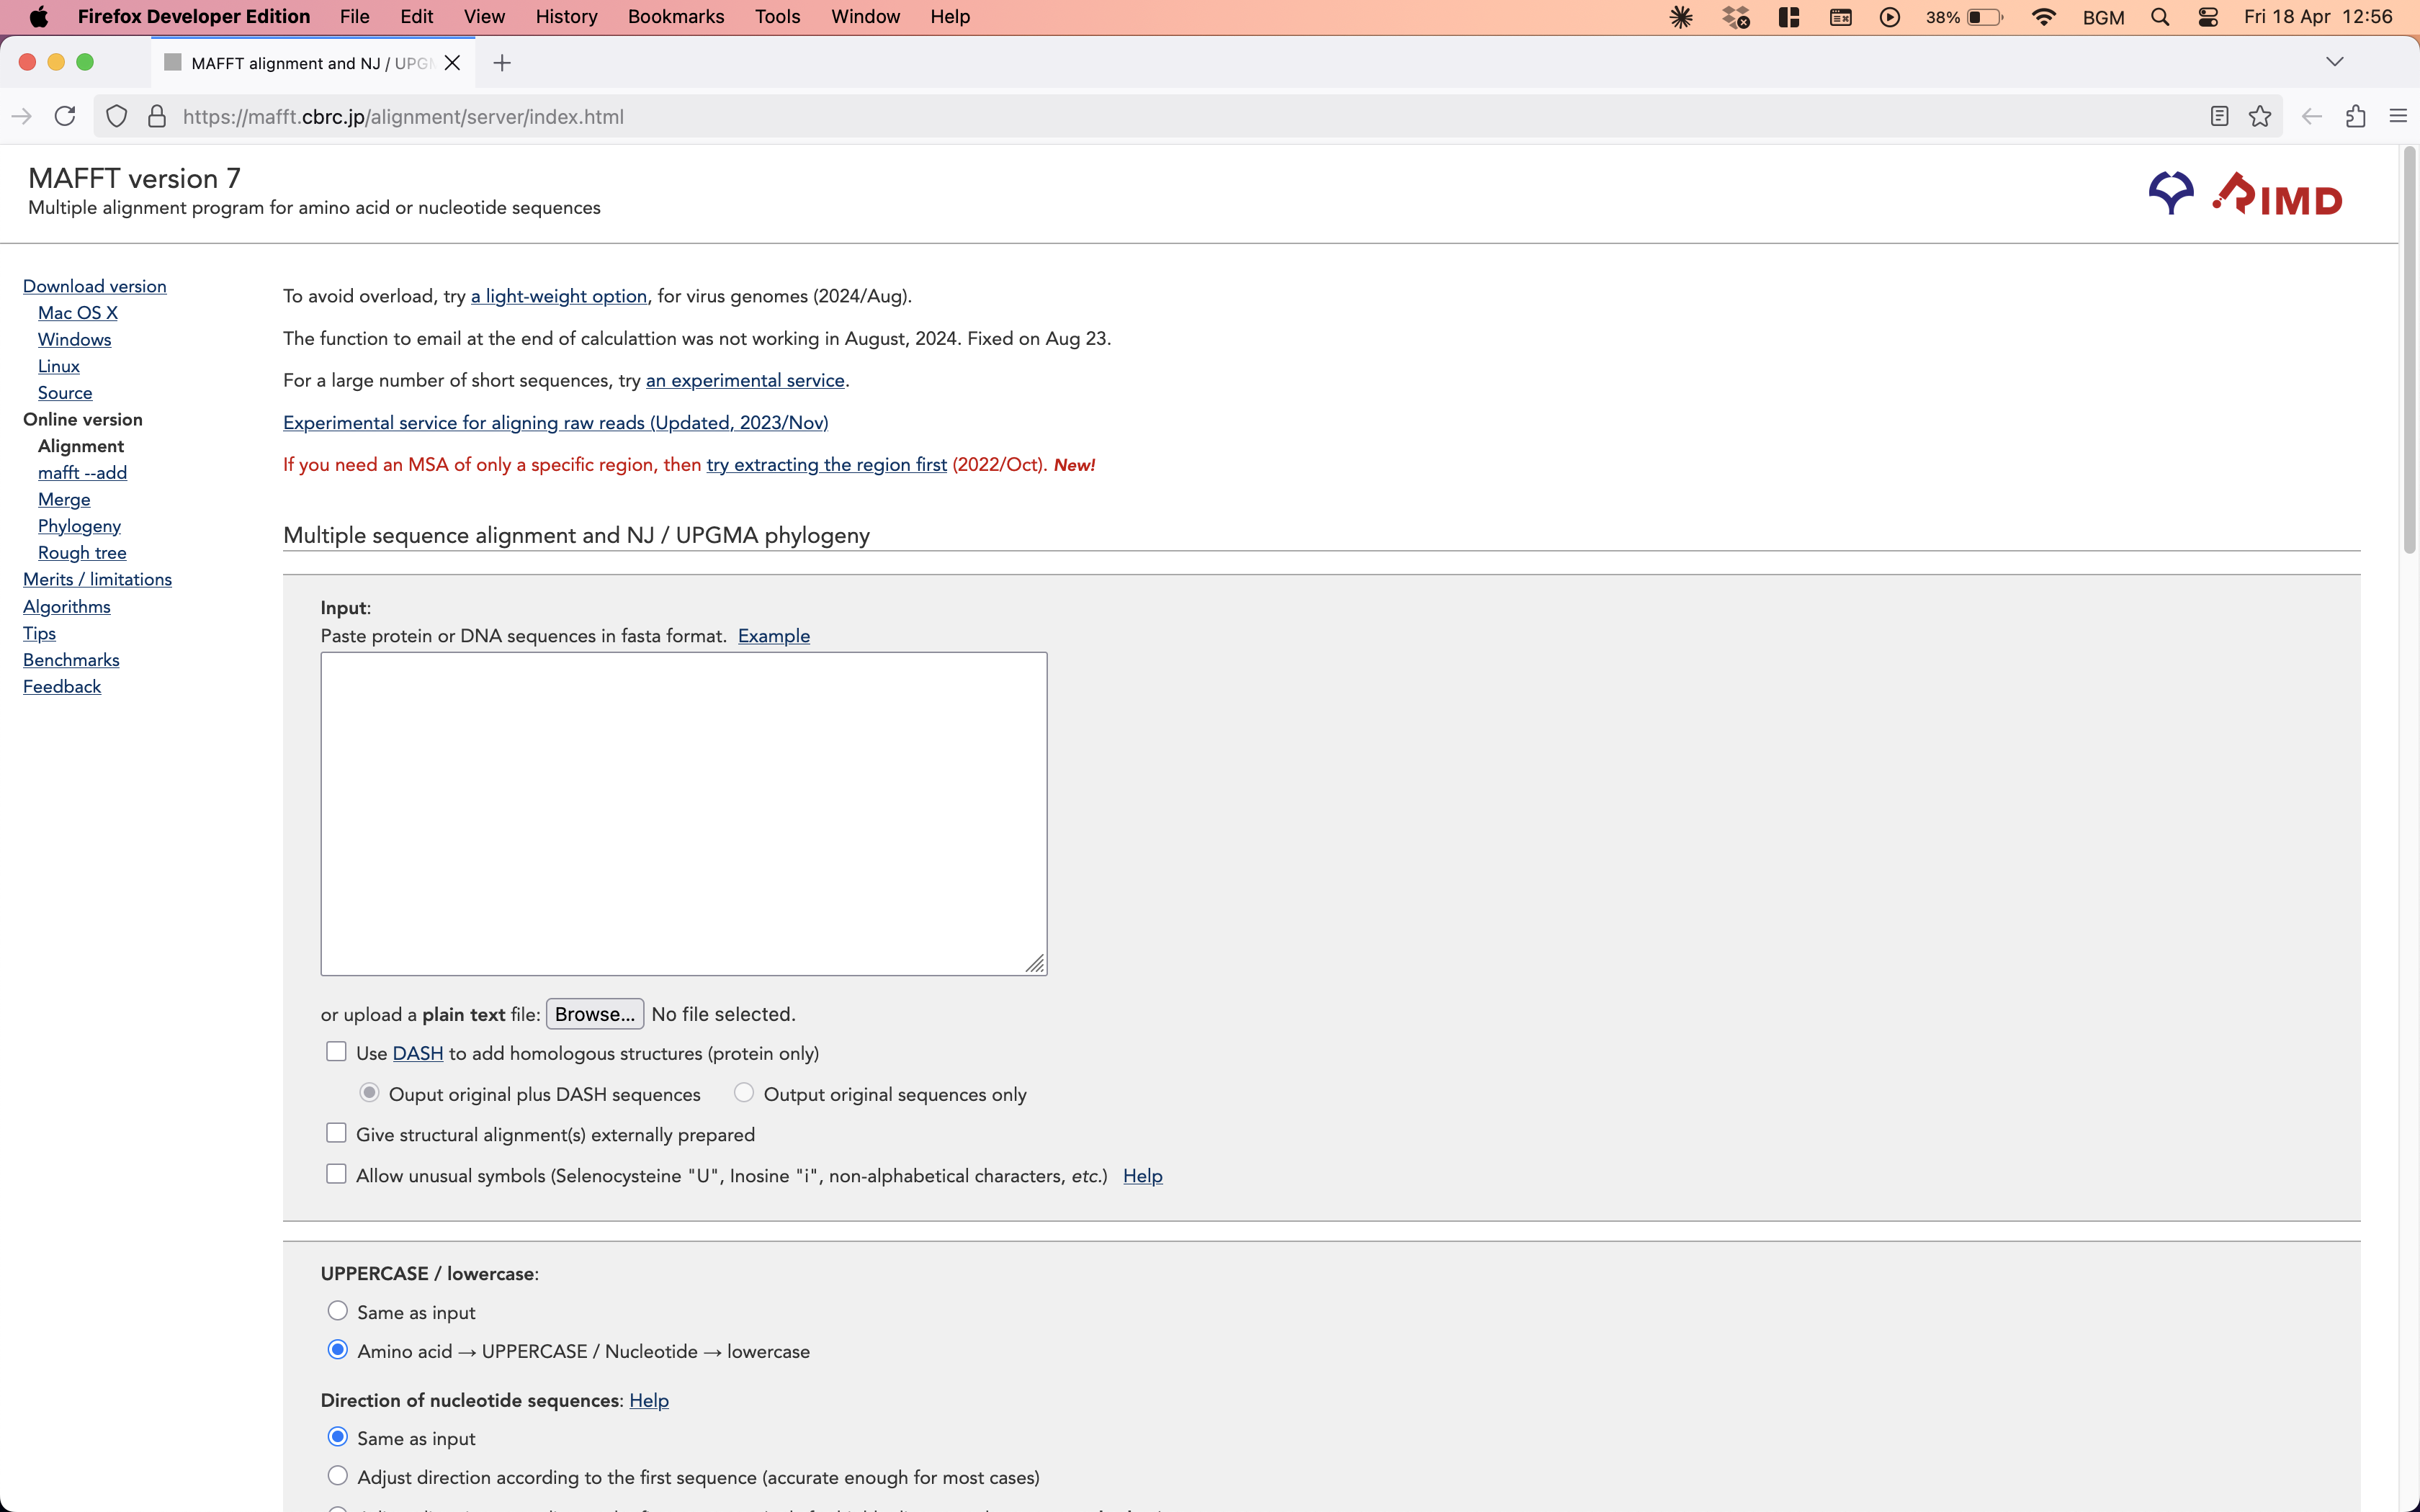 Firefox Developer Edition File Edit View History Bookmarks Tools Window Help 38% BGM Fri 18 Apr 12:56
MAFFT alignment and NJ / UPG
https://mafft.cbrc.jp/alignment/server/index.html
MAFFT version 7
Multiple alignment program for amino acid or nucleotide sequences
IMD
Download version
Mac OS X
Windows
Linux
Source
Online version
Alignment
mafft --add
Merge
Phylogeny
Rough tree
Merits / limitations
Algorithms
Tips
Benchmarks
Feedback
To avoid overload, try a light-weight option, for virus genomes (2024/Aug).
The function to email at the end of calculattion was not working in August, 2024. Fixed on Aug 23.
For a large number of short sequences, try an experimental service.
Experimental service for aligning raw reads (Updated, 2023/Nov)
If you need an MSA of only a specific region, then try extracting the region first (2022/Oct). New!
Multiple sequence alignment and NJ / UPGMA phylogeny
Input:
Paste protein or DNA sequences in fasta format. Example
or upload a plain text file: Browse... No file selected.
Use DASH to add homologous structures (protein only)
Ouput original plus DASH sequences Output original sequences only
Give structural alignment(s) externally prepared
Allow unusual symbols (Selenocysteine "U", Inosine "i", non-alphabetical characters, etc.) Help
UPPERCASE / lowercase:
Same as input
Amino acid → UPPERCASE / Nucleotide → lowercase
Direction of nucleotide sequences: Help
Same as input
Adjust direction according to the first sequence (accurate enough for most cases)